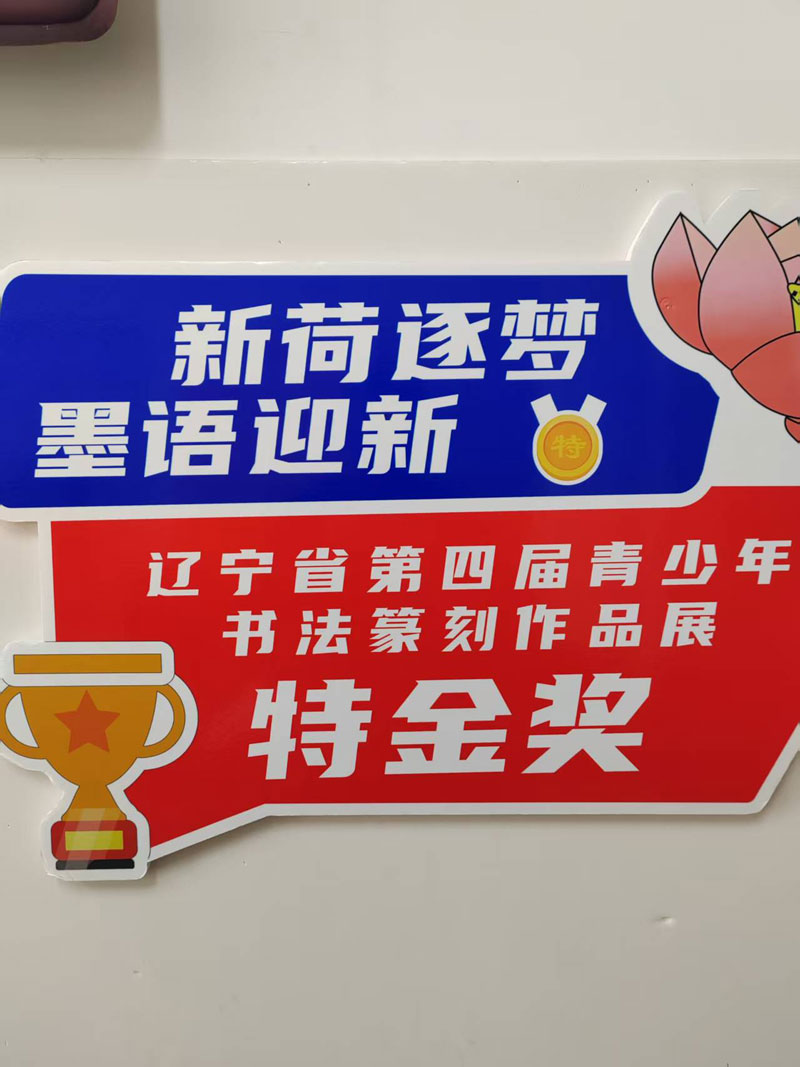 新荷逐梦
墨语迎新
特
辽宁省第四届青少年
书法篆刻作品展
特金奖